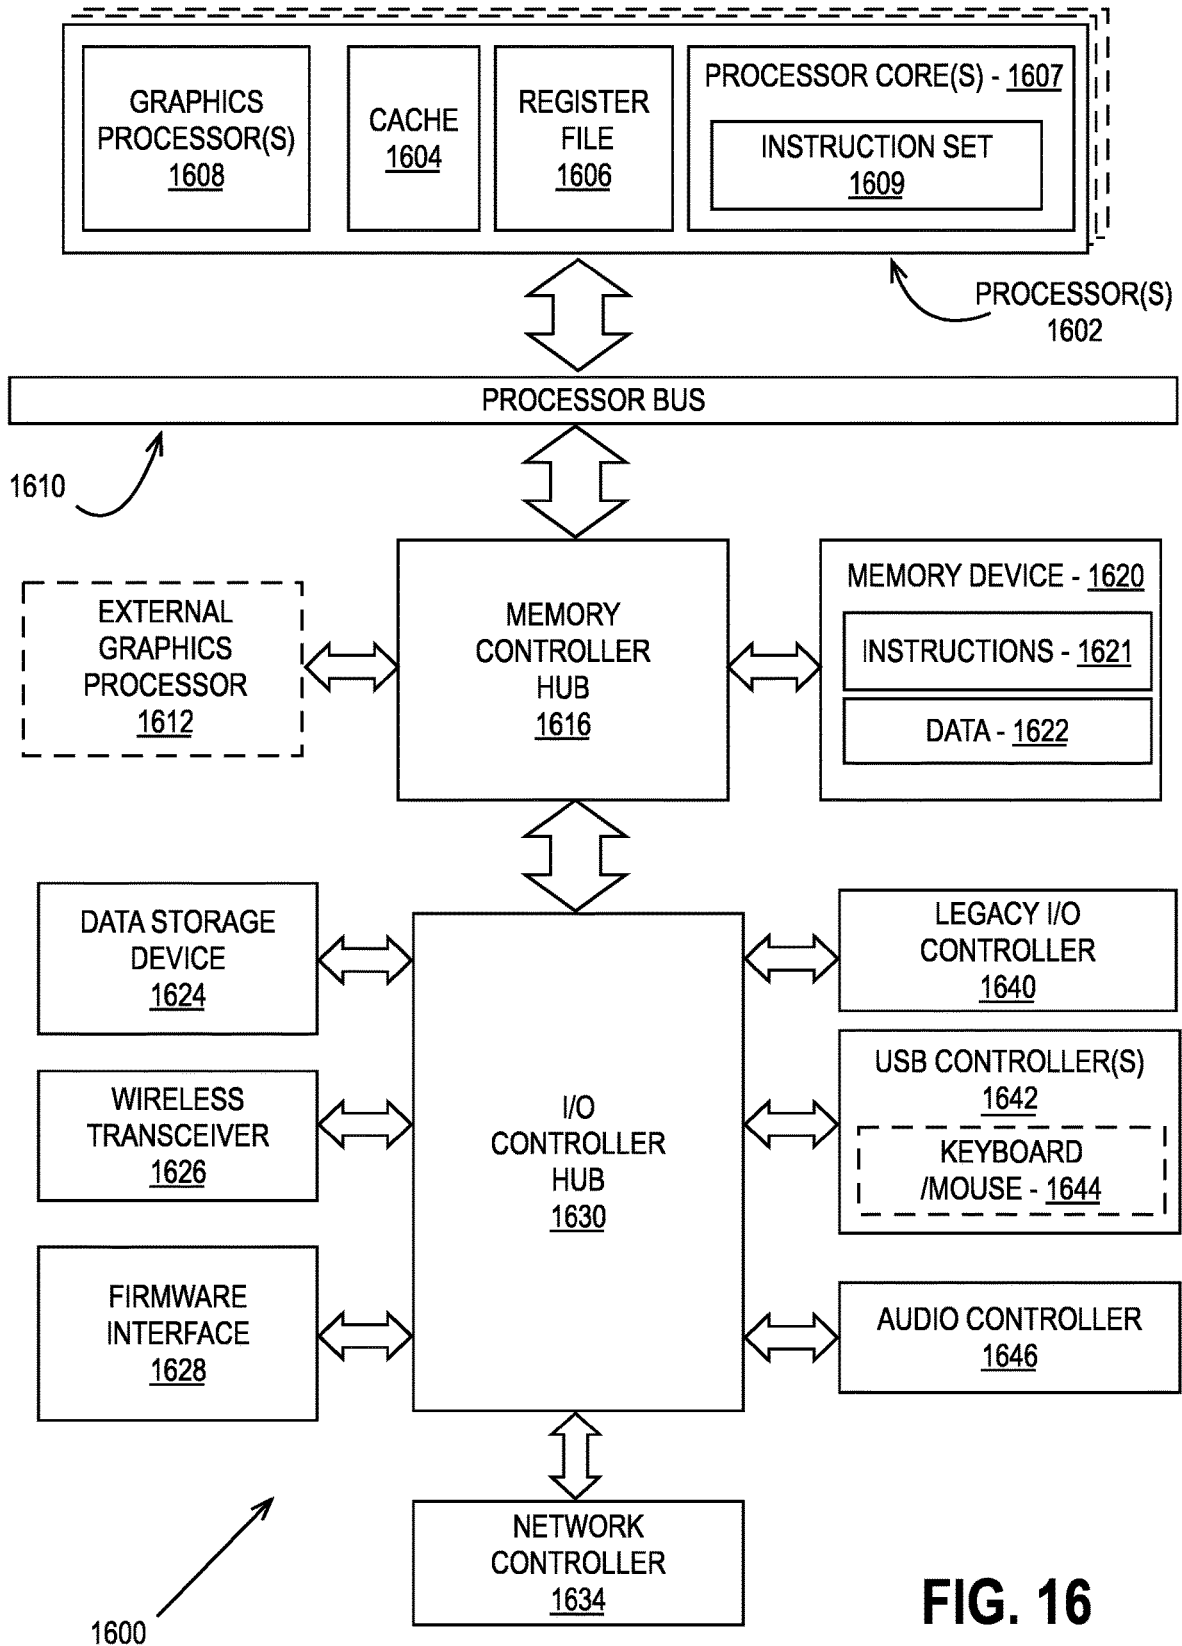 GRAPHICS
PROCESSOR(S)
1608
CACHE
1604
REGISTER
FILE
1606
PROCESSOR CORE(S) - 1607
INSTRUCTION SET
1609
PROCESSOR(S)
1602
PROCESSOR BUS
1610
EXTERNAL
GRAPHICS
PROCESSOR
1612
MEMORY
CONTROLLER
HUB
1616
MEMORY DEVICE - 1620
INSTRUCTIONS - 1621
DATA - 1622
DATA STORAGE
DEVICE
1624
WIRELESS
TRANSCEIVER
1626
FIRMWARE
INTERFACE
1628
I/O
CONTROLLER
HUB
1630
LEGACY I/O
CONTROLLER
1640
USB CONTROLLER(S)
1642
KEYBOARD
/MOUSE - 1644
AUDIO CONTROLLER
1646
NETWORK
CONTROLLER
1634
1600
FIG. 16